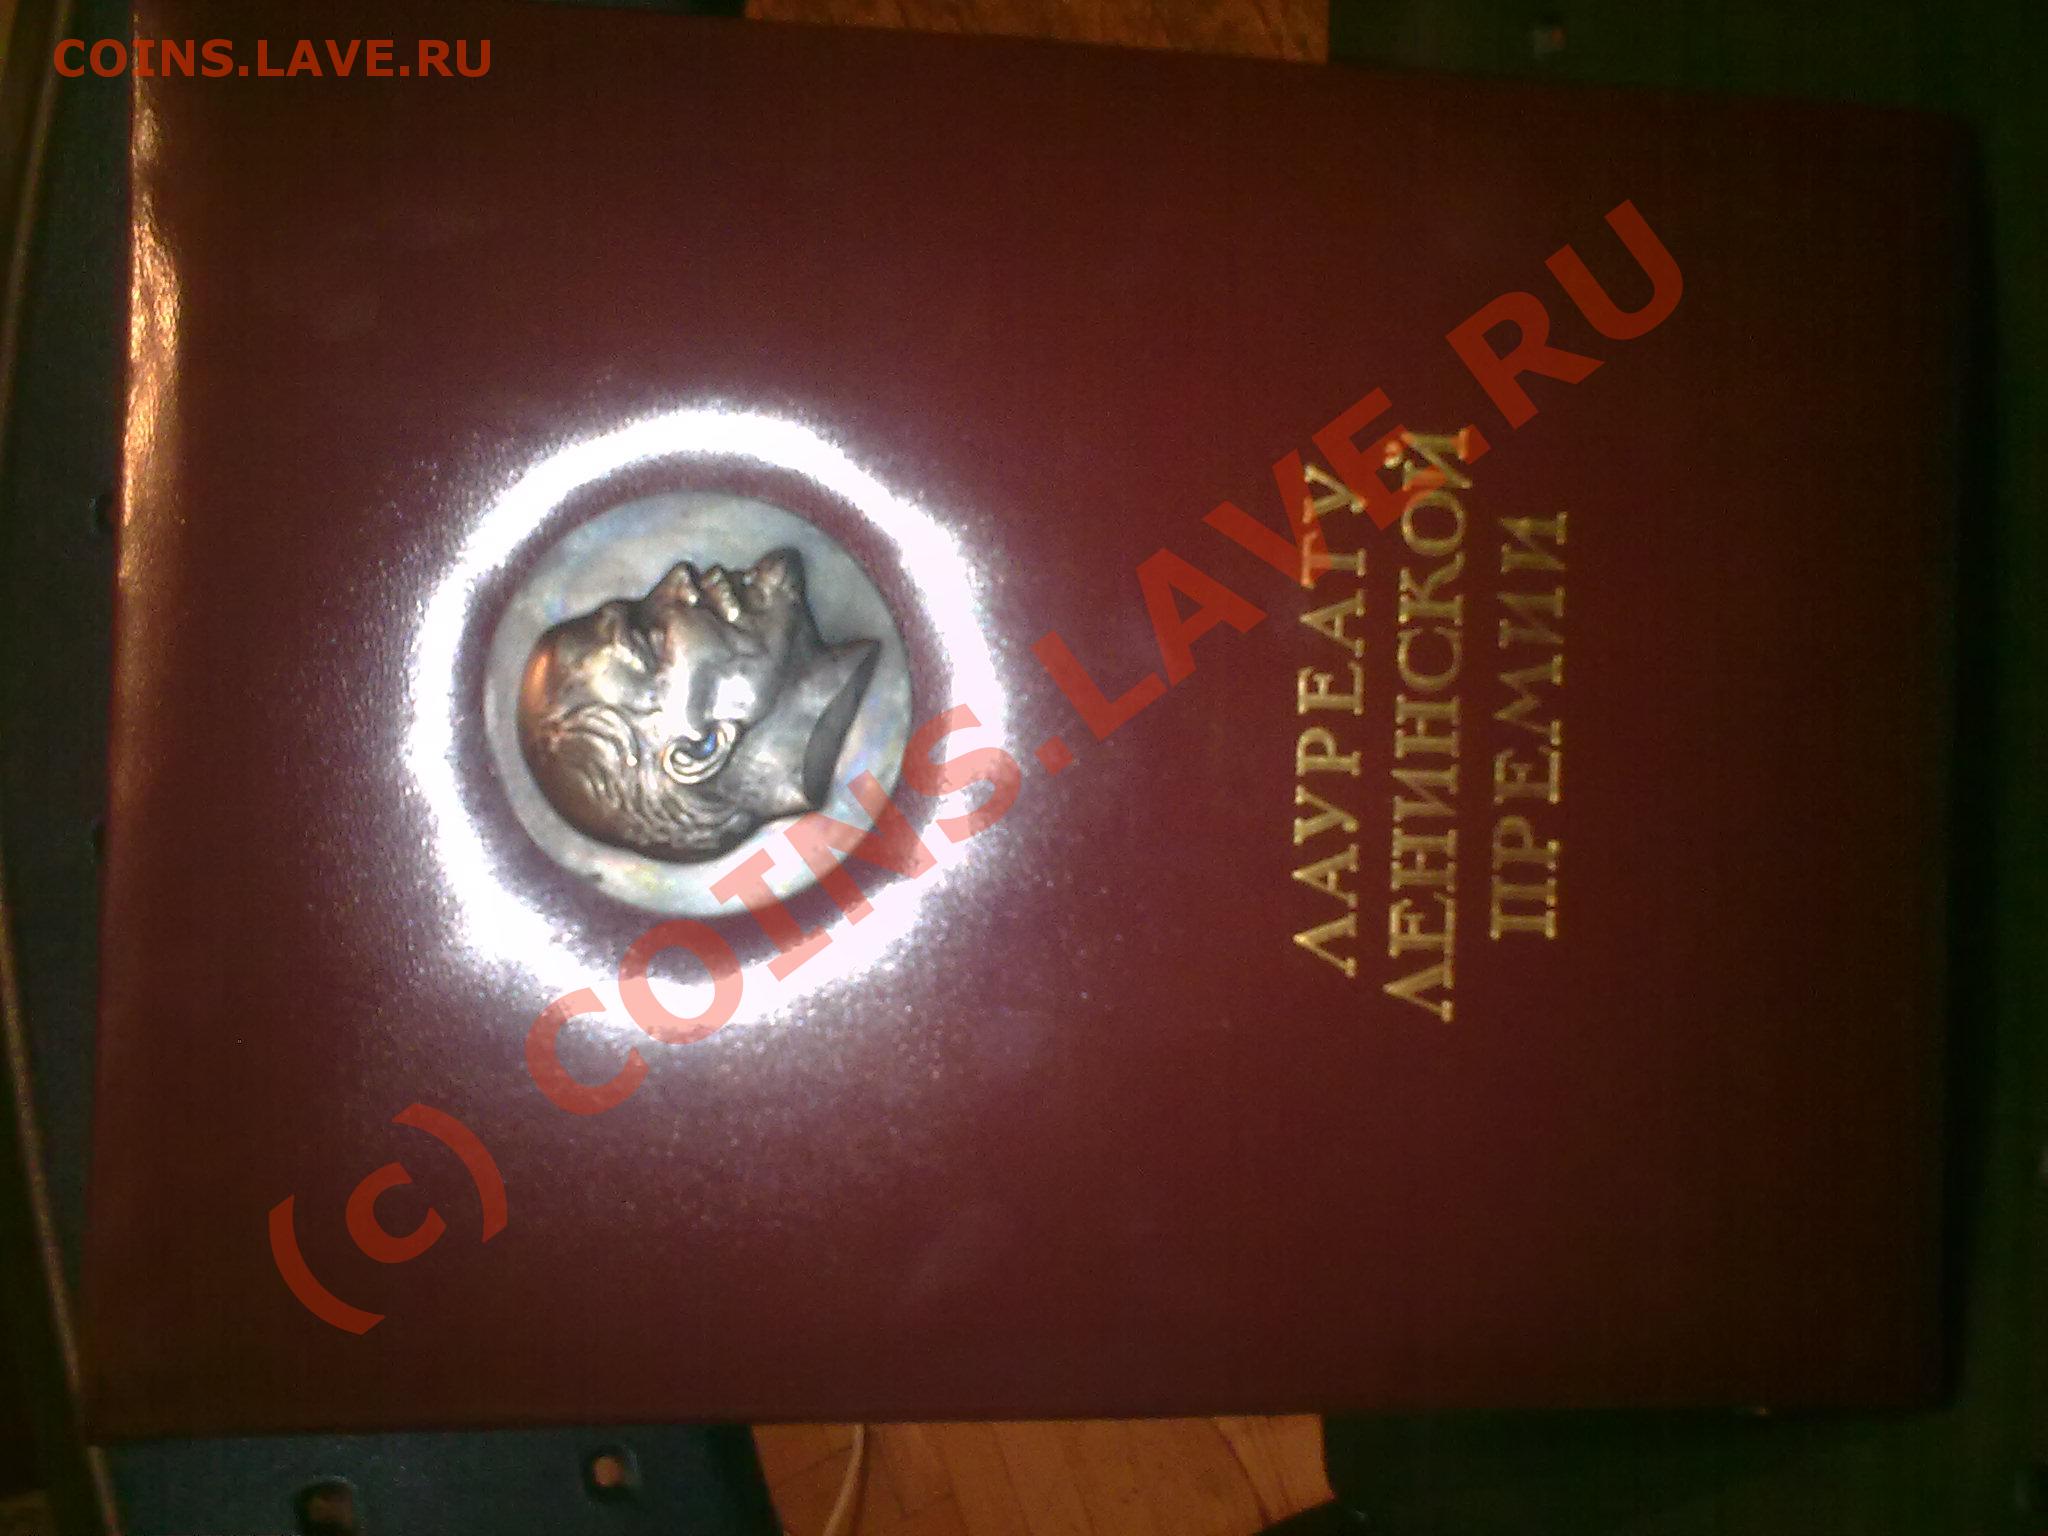 COINS.LAVE.RU
ЛАУРЕАТУ
ЛЕНИНСКОЙ
ПРЕМИИ
(c) COINS.LAVE.RU